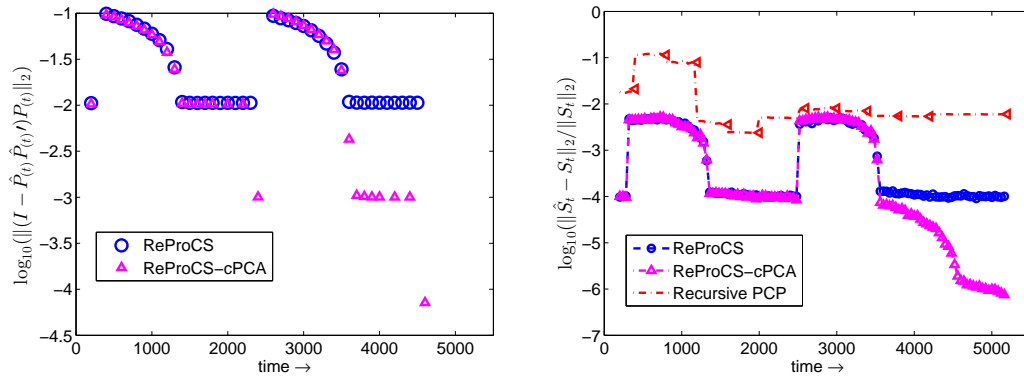 log10(||(I − P̂(t) P̂(t)′)P(t)||2)
−1
−1.5
−2
−2.5
−3
−3.5
−4
−4.5
ReProCS
ReProCS−cPCA
1000 2000 3000 4000 5000
time →
log10(||Ŝt − St||2/||St||2)
0
−1
−2
−3
−4
−5
−6
−7
ReProCS
ReProCS−cPCA
Recursive PCP
0 1000 2000 3000 4000 5000
time →